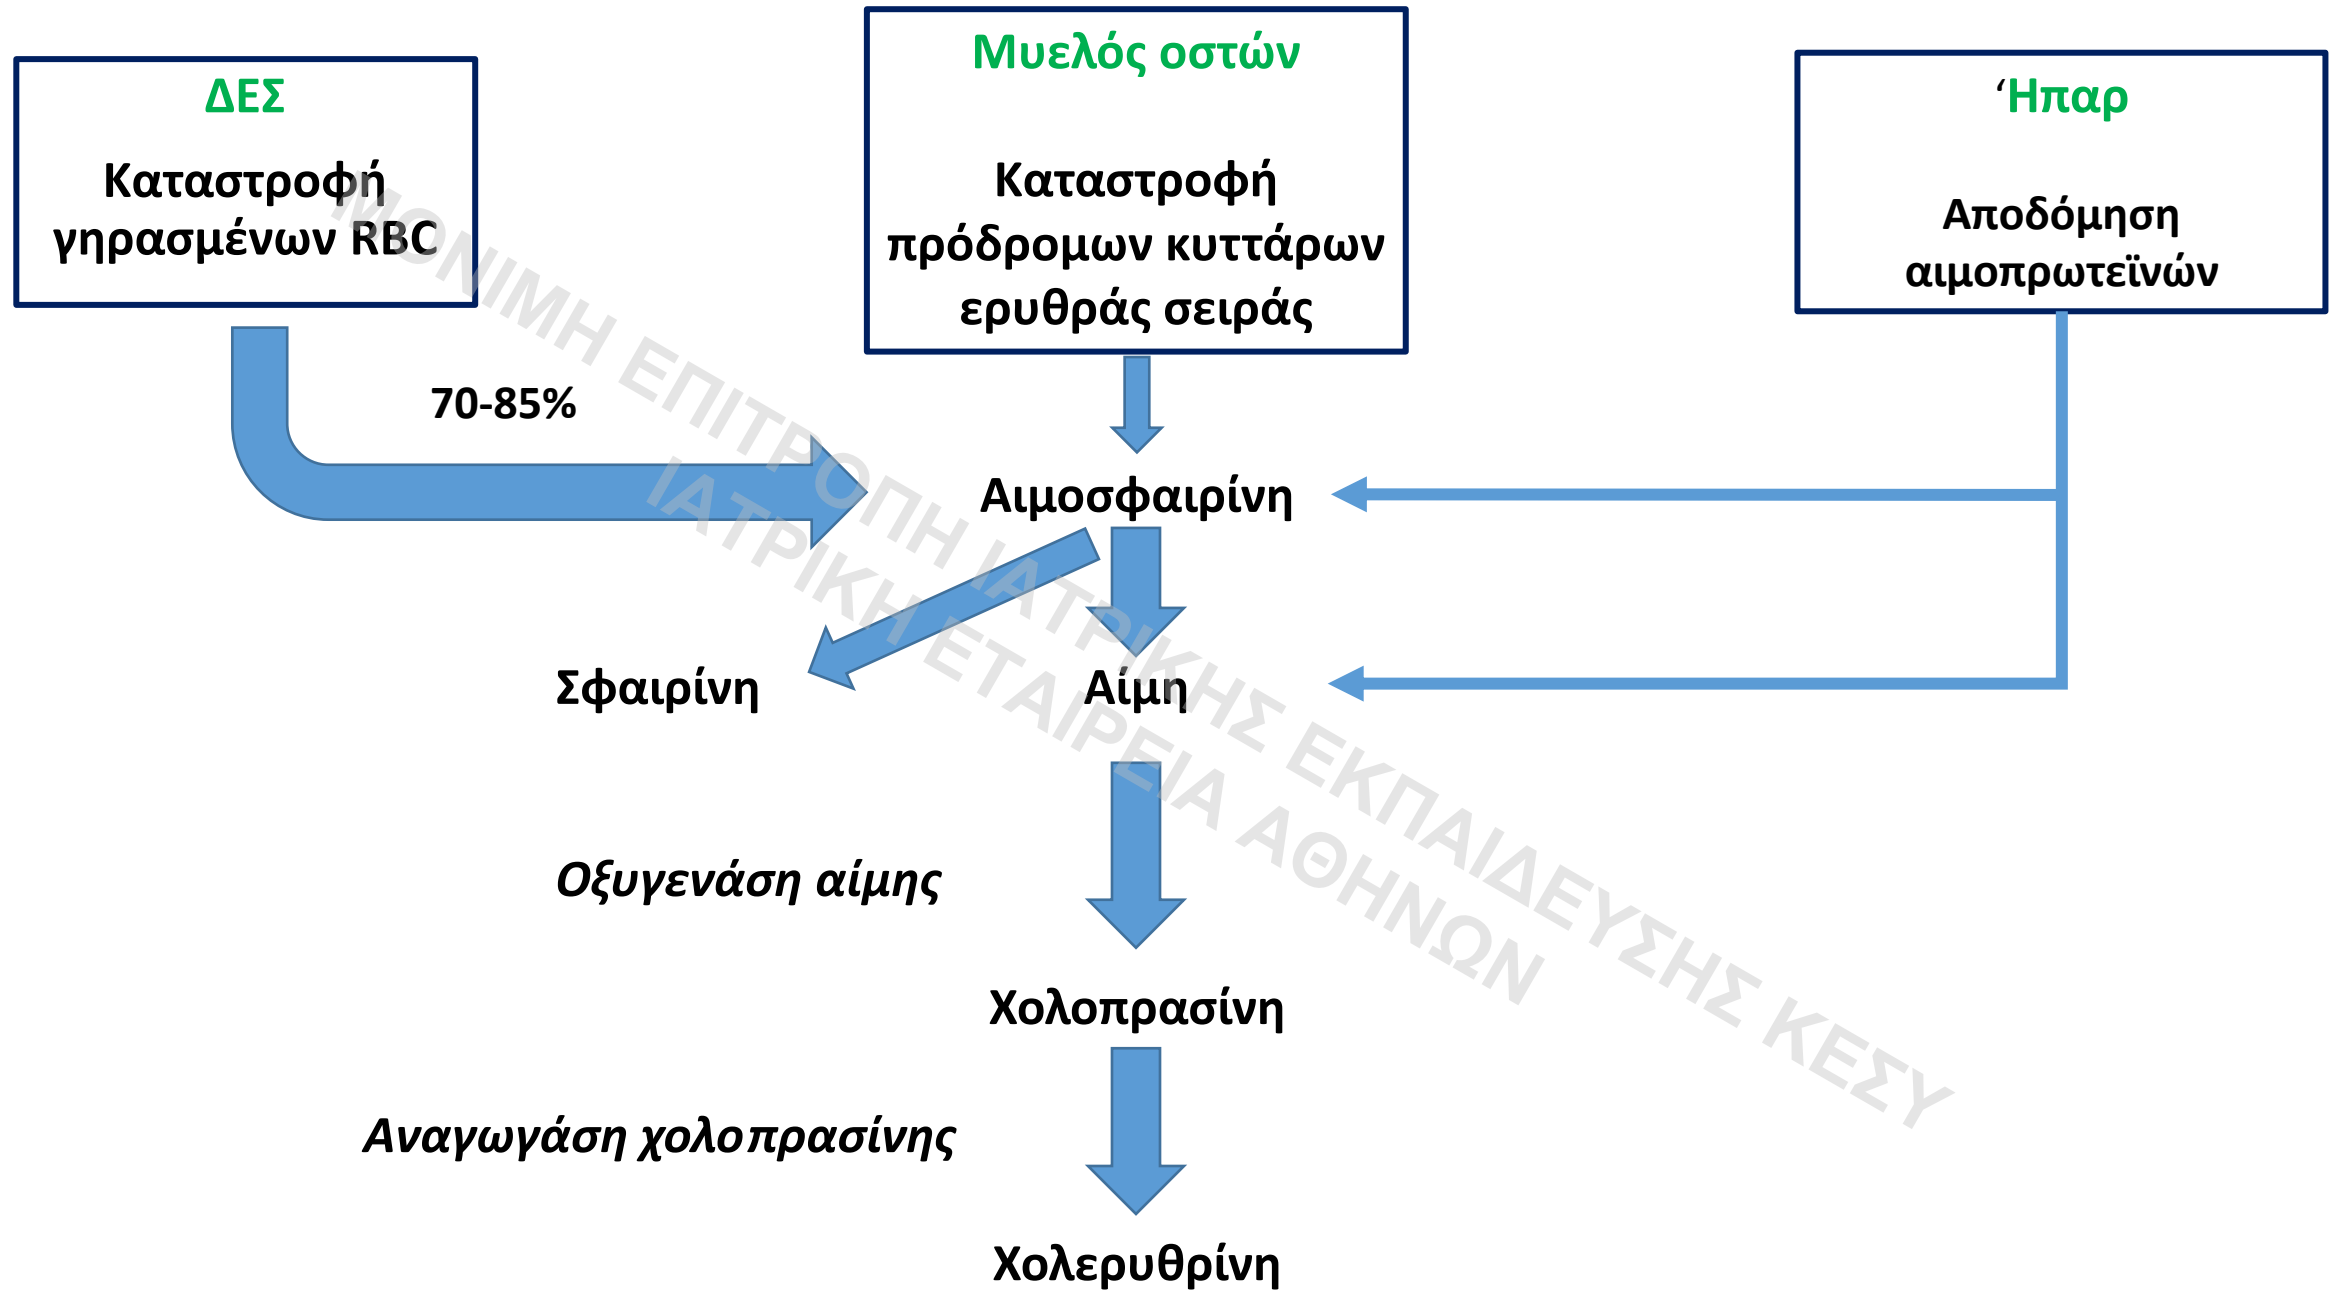 ΔΕΣ
Καταστροφή
γηρασμένων RBC
Μυελός οστών
Καταστροφή
πρόδρομων κυττάρων
ερυθράς σειράς
‘Ηπαρ
Αποδόμηση
αιμοπρωτεϊνών
70-85%
Αιμοσφαιρίνη
Σφαιρίνη
Αίμη
Οξυγενάση αίμης
Χολοπρασίνη
Αναγωγάση χολοπρασίνης
Χολερυθρίνη
ΜΟΝΙΜΗ ΕΠΙΤΡΟΠΗ ΙΑΤΡΙΚΗΣ ΕΚΠΑΙΔΕΥΣΗΣ ΚΕΣΥ
ΙΑΤΡΙΚΗ ΕΤΑΙΡΕΙΑ ΑΘΗΝΩΝ